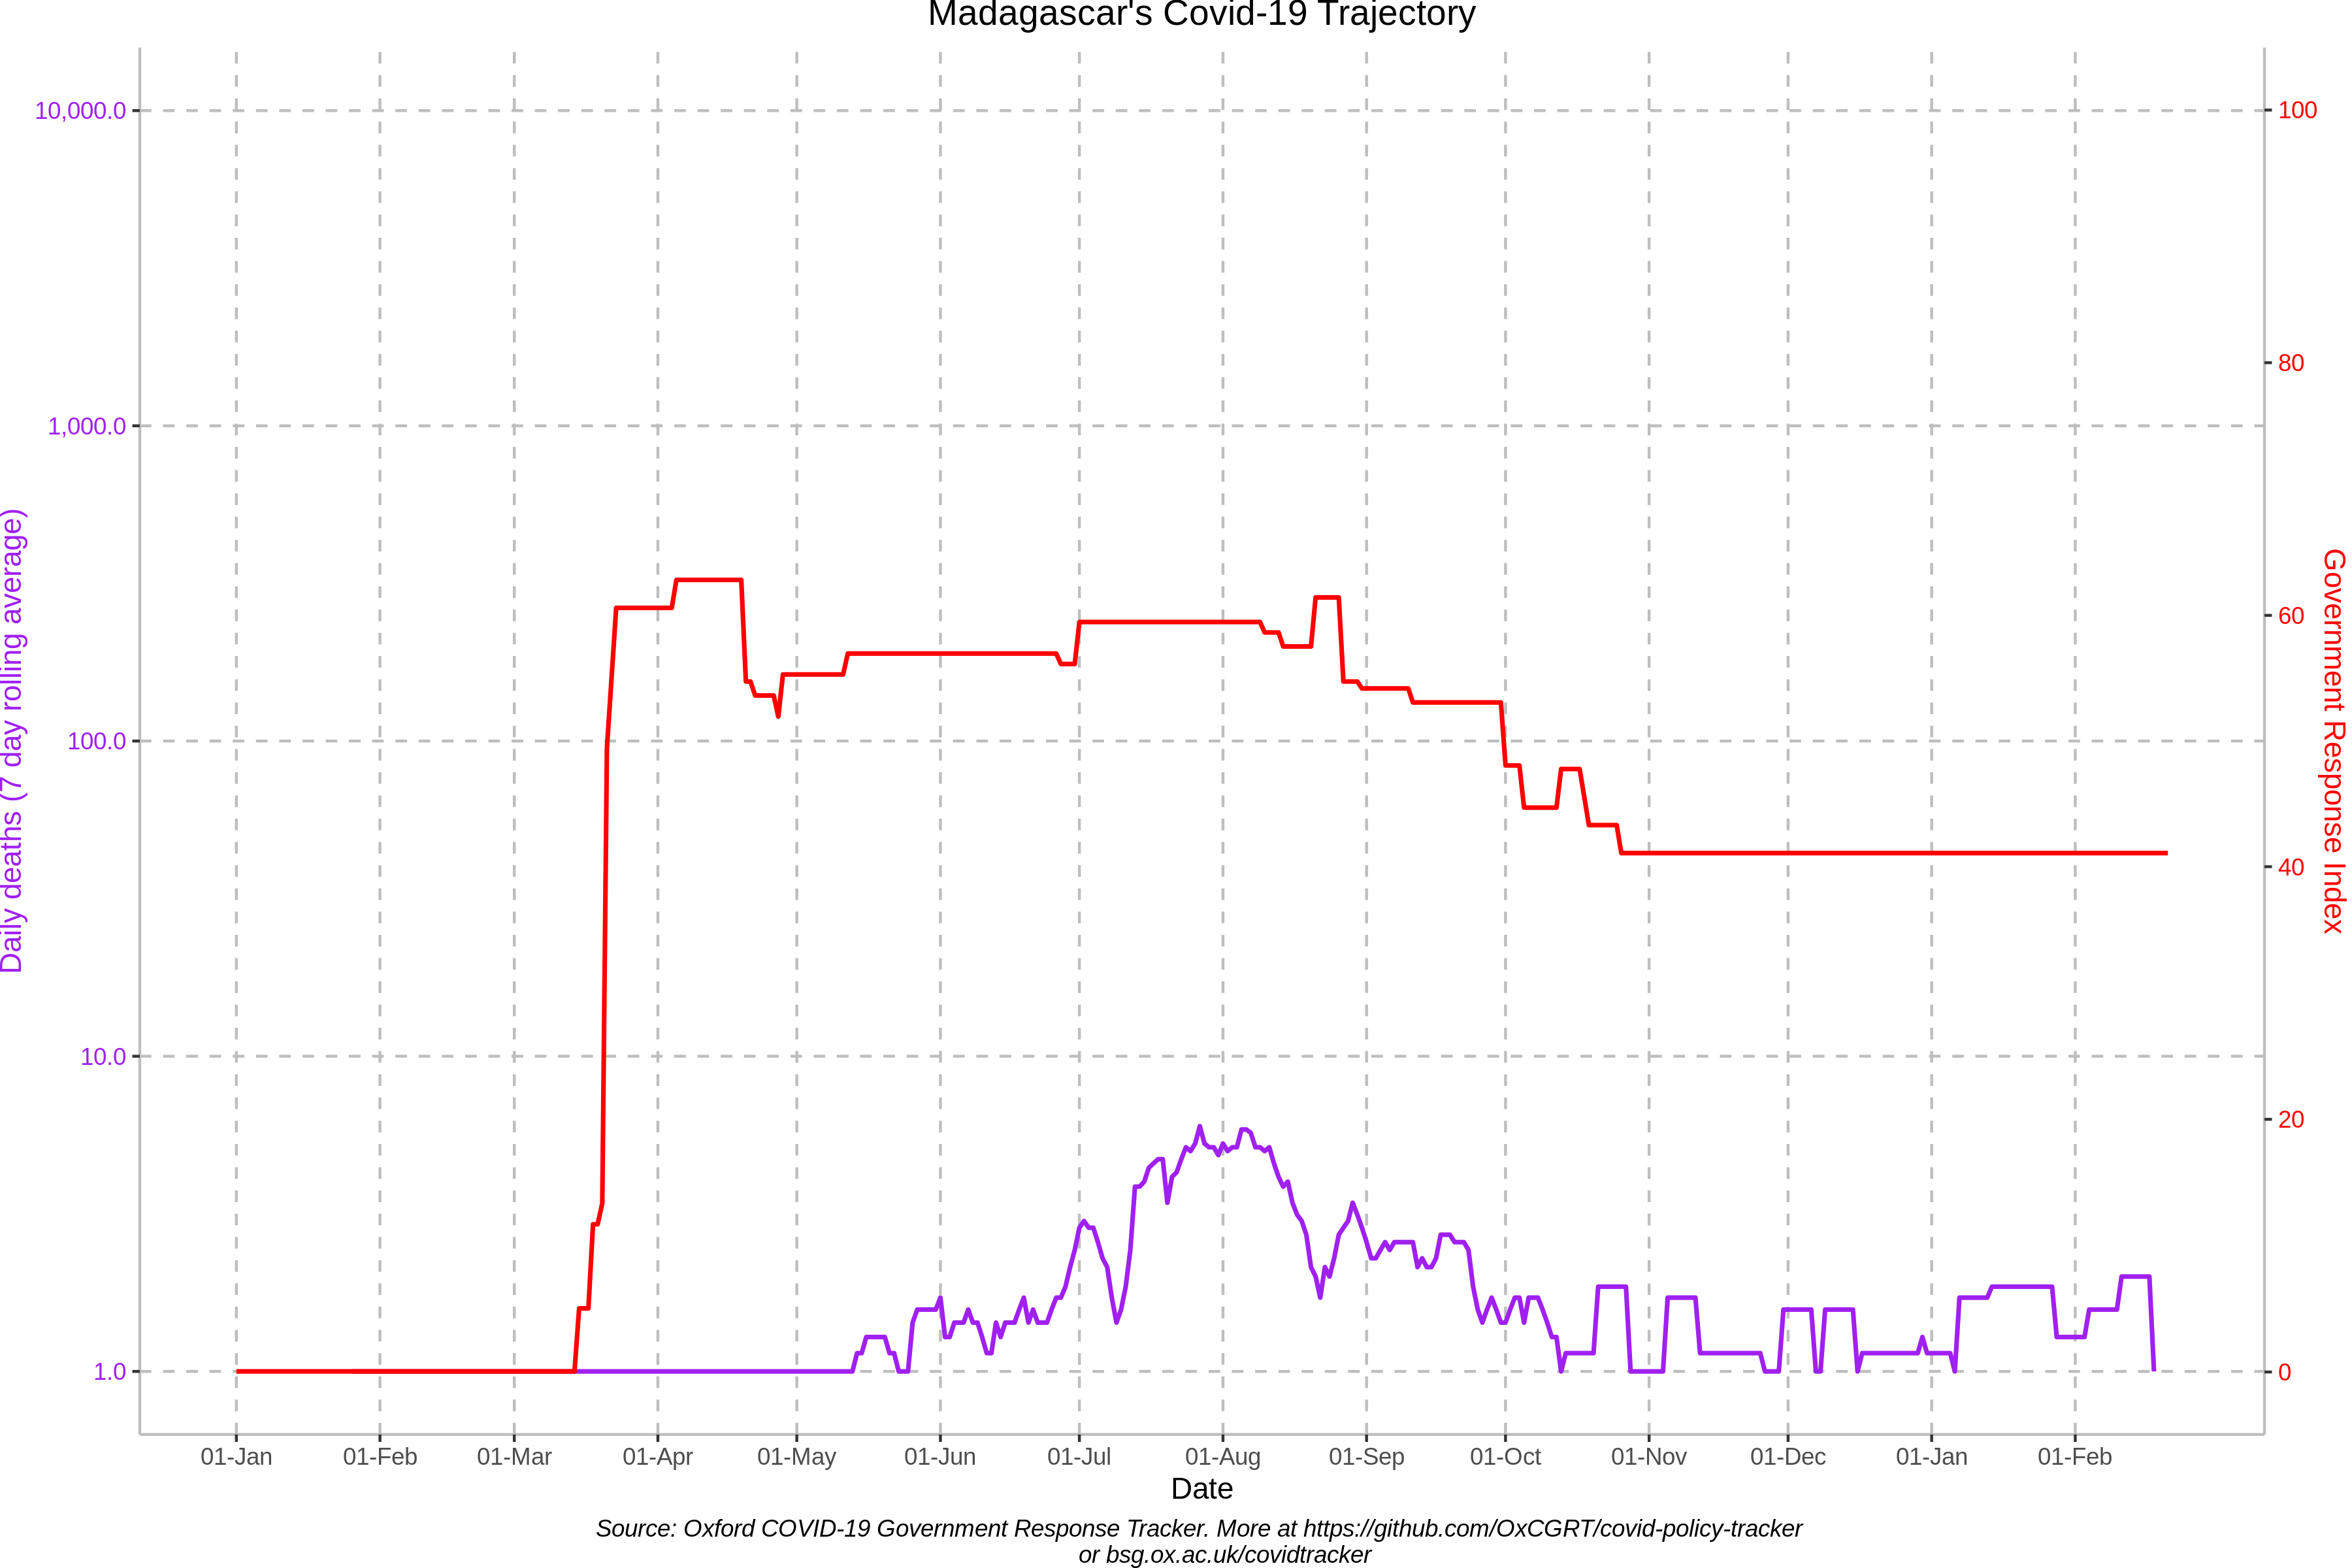 Madagascar's Covid-19 Trajectory
10,000.0
1,000.0
100.0
10.0
1.0
Daily deaths (7 day rolling average)
100
80
60
40
20
0
Government Response Index
01-Jan 01-Feb 01-Mar 01-Apr 01-May 01-Jun 01-Jul 01-Aug 01-Sep 01-Oct 01-Nov 01-Dec 01-Jan 01-Feb
Date
Source: Oxford COVID-19 Government Response Tracker. More at https://github.com/OxCGRT/covid-policy-tracker
or bsg.ox.ac.uk/covidtracker